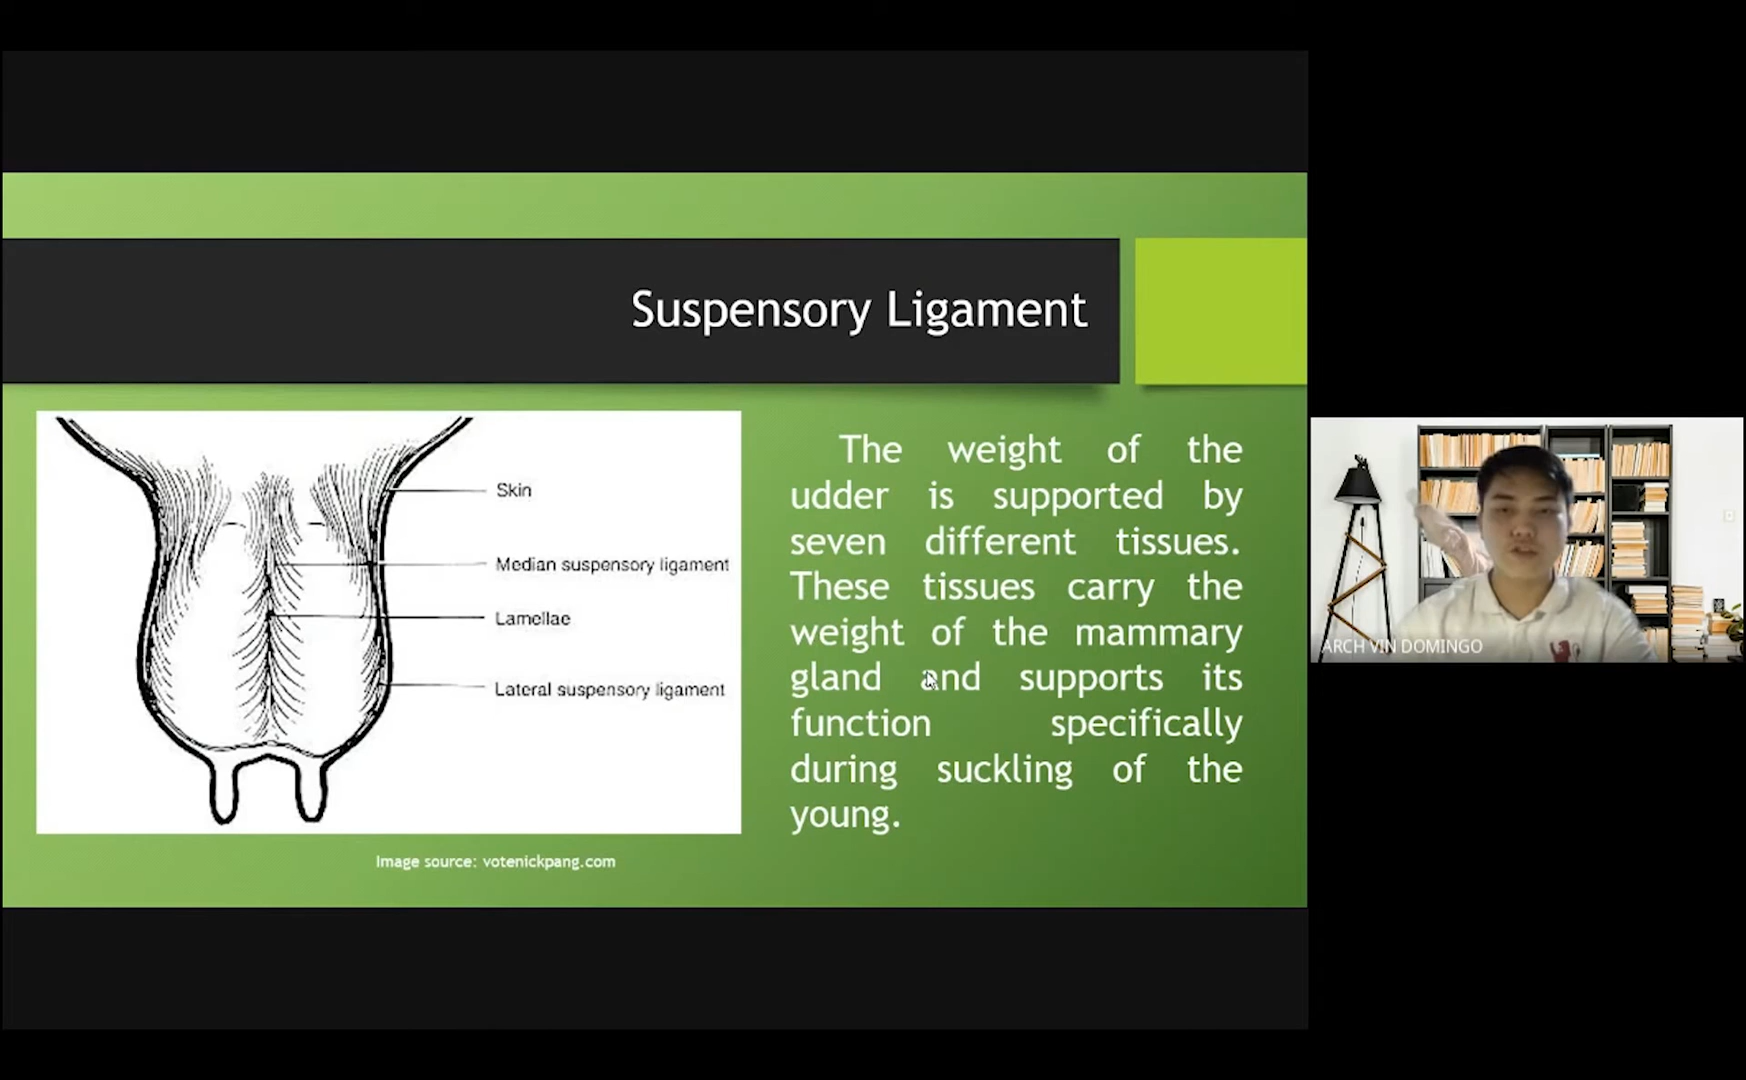 Suspensory Ligament
Skin
Median suspensory ligament
Lamellae
Lateral suspensory ligament
Image source: votenickpang.com
The weight of the
udder is supported by
seven different tissues.
These tissues carry the
weight of the mammary
gland and supports its
function specifically
during suckling of the
young.
ARCH VIN DOMINGO